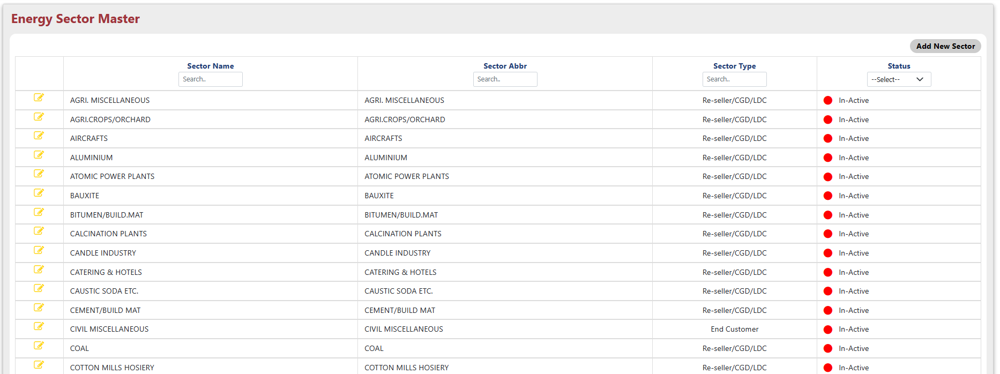 Energy Sector Master
Add New Sector
Sector Name Sector Abbr Sector Type Status
Search.. Search.. Search.. --Select--
AGRI. MISCELLANEOUS AGRI. MISCELLANEOUS Re-seller/CGD/LDC In-Active
AGRI.CROPS/ORCHARD AGRI.CROPS/ORCHARD Re-seller/CGD/LDC In-Active
AIRCRAFTS AIRCRAFTS Re-seller/CGD/LDC In-Active
ALUMINIUM ALUMINIUM Re-seller/CGD/LDC In-Active
ATOMIC POWER PLANTS ATOMIC POWER PLANTS Re-seller/CGD/LDC In-Active
BAUXITE BAUXITE Re-seller/CGD/LDC In-Active
BITUMEN/BUILD.MAT BITUMEN/BUILD.MAT Re-seller/CGD/LDC In-Active
CALCINATION PLANTS CALCINATION PLANTS Re-seller/CGD/LDC In-Active
CANDLE INDUSTRY CANDLE INDUSTRY Re-seller/CGD/LDC In-Active
CATERING & HOTELS CATERING & HOTELS Re-seller/CGD/LDC In-Active
CAUSTIC SODA ETC. CAUSTIC SODA ETC. Re-seller/CGD/LDC In-Active
CEMENT/BUILD MAT CEMENT/BUILD MAT Re-seller/CGD/LDC In-Active
CIVIL MISCELLANEOUS CIVIL MISCELLANEOUS End Customer In-Active
COAL COAL Re-seller/CGD/LDC In-Active
COTTON MILLS HOSIERY COTTON MILLS HOSIERY Re-seller/CGD/LDC In-Active